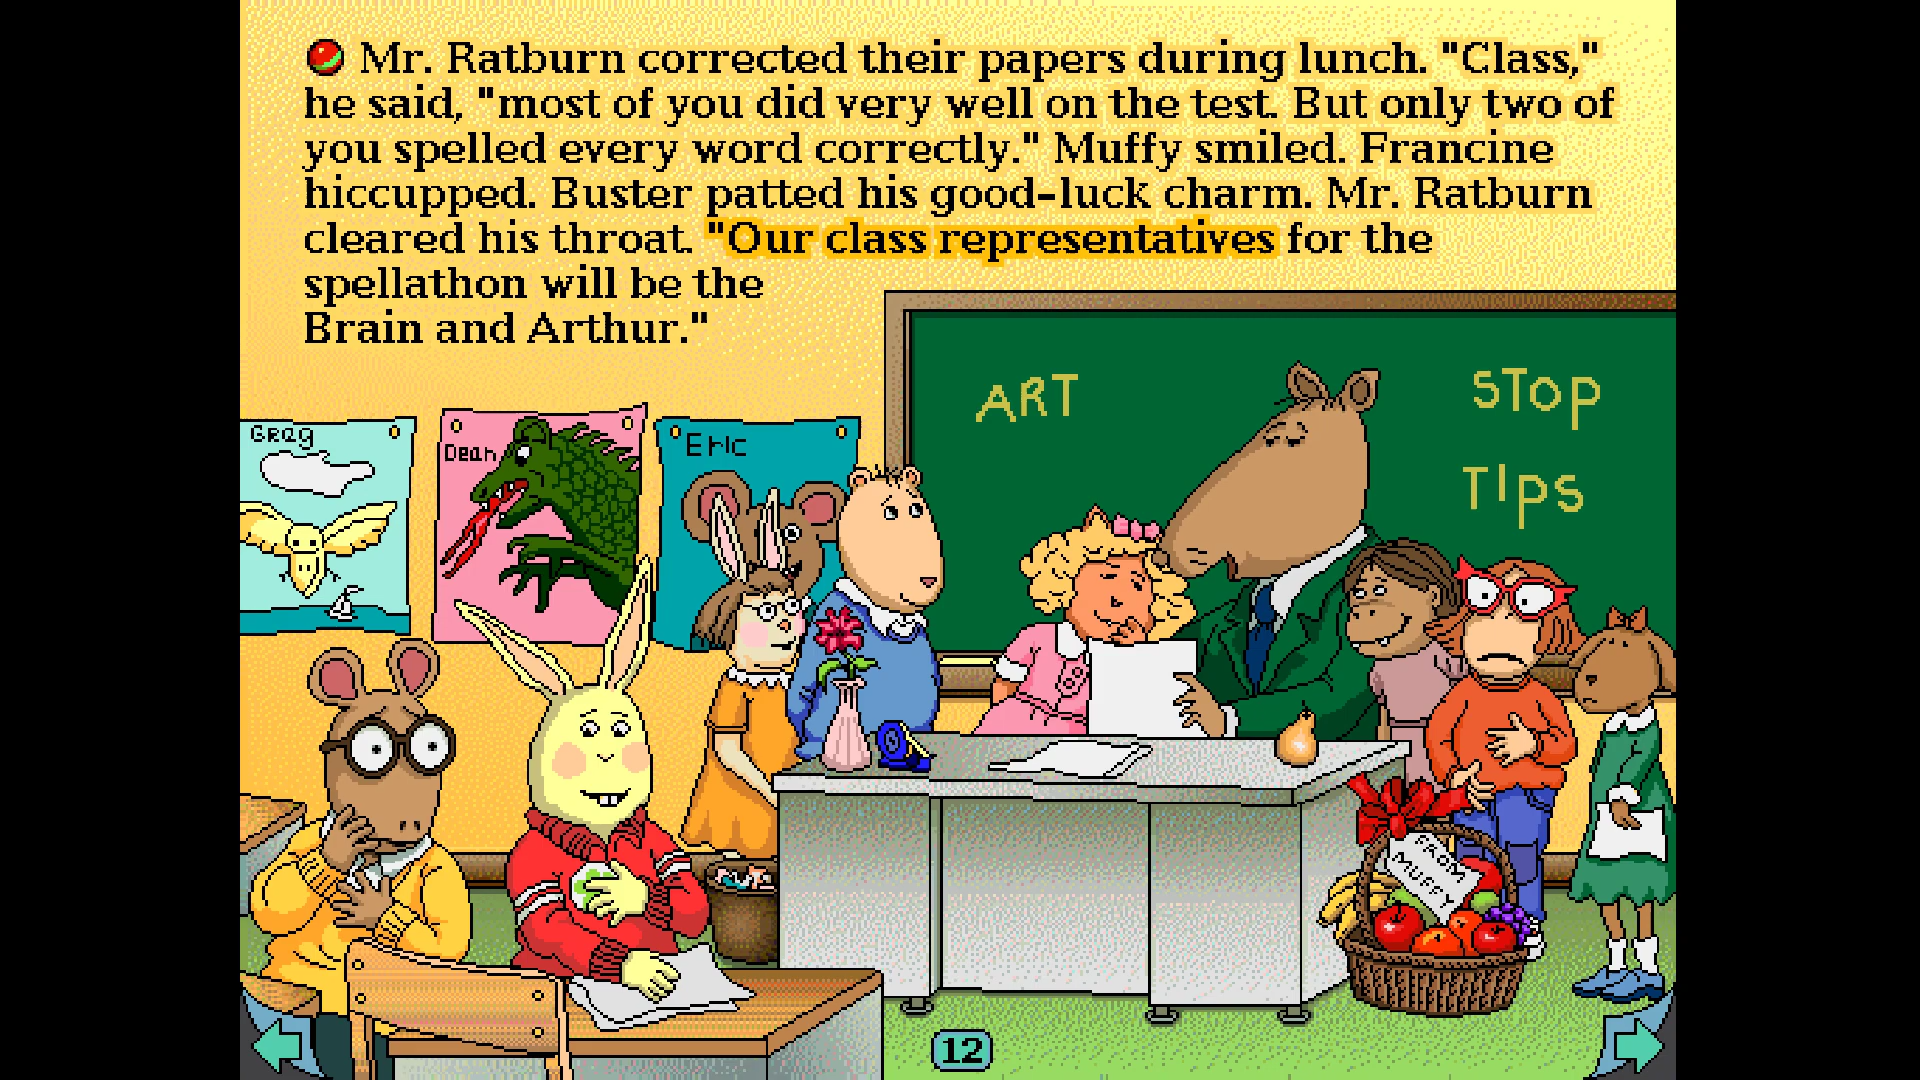 Mr. Ratburn corrected their papers during lunch. "Class,"
he said, "most of you did very well on the test. But only two of
you spelled every word correctly." Muffy smiled. Francine
hiccupped. Buster patted his good-luck charm. Mr. Ratburn
cleared his throat. "Our class representatives for the
spellathon will be the
Brain and Arthur."
ART
STOP
TIPS
Greg
Dean
Eric
FROM
MUFFY
12